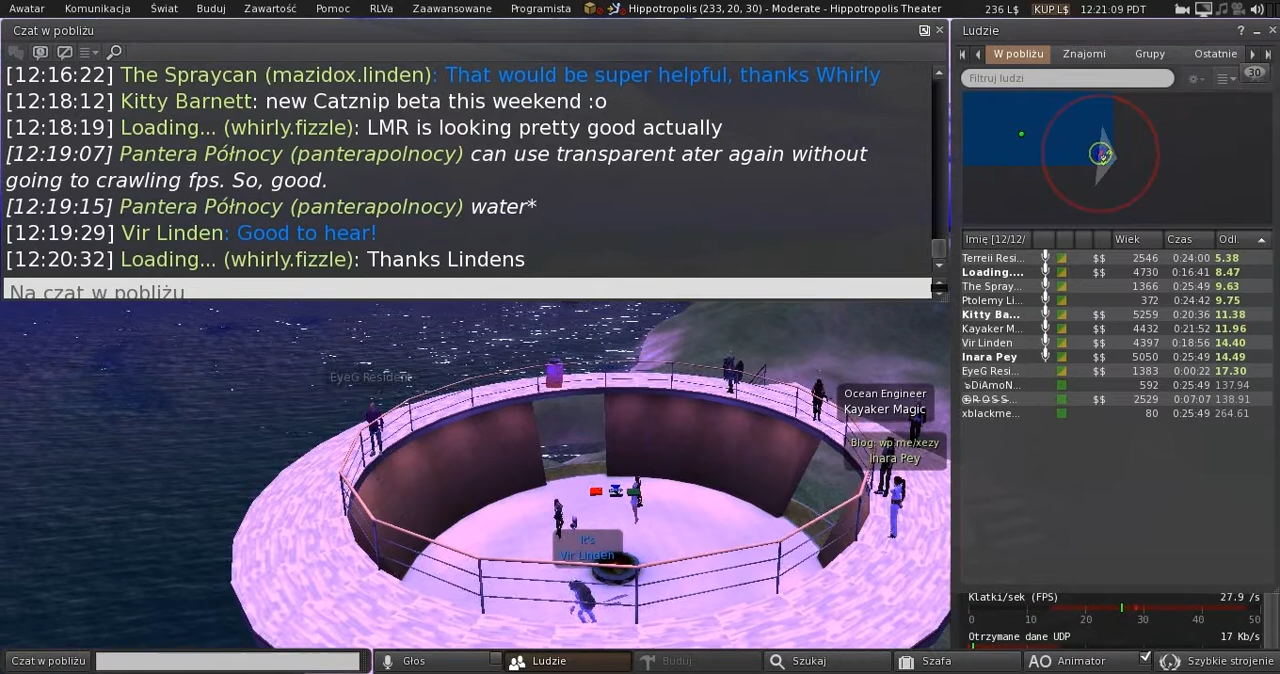 Awatar Komunikacja Świat Buduj Zawartość Pomoc RLVa Zaawansowane Programista Hippotropolis (233, 20, 30) - Moderate - Hippotropolis Theater 236 L$ KUP L$ 12:21:09 PDT
Czat w pobliżu
[12:16:22] The Spraycan (mazidox.linden): That would be super helpful, thanks Whirly
[12:18:12] Kitty Barnett: new Catznip beta this weekend :o
[12:18:19] Loading... (whirly.fizzle): LMR is looking pretty good actually
[12:19:07] Pantera Północy (panterapolnocy) can use transparent ater again without
going to crawling fps. So, good.
[12:19:15] Pantera Północy (panterapolnocy) water*
[12:19:29] Vir Linden: Good to hear!
[12:20:32] Loading... (whirly.fizzle): Thanks Lindens
Na czat w pobliżu
EyeG Resident
Ocean Engineer
Kayaker Magic
Blog: wp.me/xezy
Inara Pey
It's
Vir Linden
Ludzie
W pobliżu Znajomi Grupy Ostatnie
Filtruj ludzi
30
Imię [12/12/ Wiek Czas Odl.
Terreii Resi... $$ 2546 0:24:00 5.38
Loading.... $$ 4730 0:16:41 8.47
The Spray... 1366 0:25:49 9.63
Ptolemy Li... 372 0:24:42 9.75
Kitty Ba... $$ 5259 0:20:36 11.38
Kayaker M... $$ 4432 0:21:52 11.96
Vir Linden $$ 4397 0:18:56 14.40
Inara Pey $$ 5050 0:25:49 14.49
EyeG Resi... $$ 1383 0:00:22 17.30
592 0:25:49 137.94
$$ 2529 0:07:07 138.91
xblackme... 80 0:25:49 264.61
Klatki/sek (FPS) 27.9 /s
0 10 20 30 40 50
Otrzymane dane UDP 17 Kb/s
Czat w pobliżu Głos Ludzie Buduj Szukaj Szafa AO Animator Szybkie strojenie